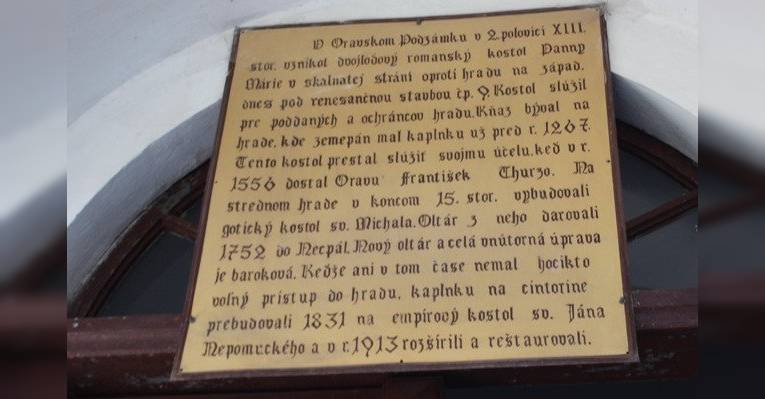 V Oravskom Podzámku v 2.polovici XIII.
stor. vznikol dvojloďový romanský kostol Panny
Márie v skalnatej stráni oproti hradu na západ,
dnes pod renesančnou stavbou čp. 9. Kostol slúžil
pre poddaných a ochráncov hradu. Kňaz býval na
hrade, kde zemepán mal kaplnku už pred r. 1267.
Tento kostol prestal slúžiť svojmu účelu, keď v r.
1556 dostal Oravu František Thurzo. Na
strednom hrade v koncom 15. stor. vybudovali
gotický kostol sv. Michala. Oltár z neho darovali
1752 do Necpál. Nový oltár a celá vnútorná úprava
je baroková. Keďže ani v tom čase nemal hocikto
voľný prístup do hradu, kaplnku na cintoríne
prebudovali 1831 na empírový kostol sv. Jána
Nepomuckého a v r. 1913 rozšírili a reštaurovali.